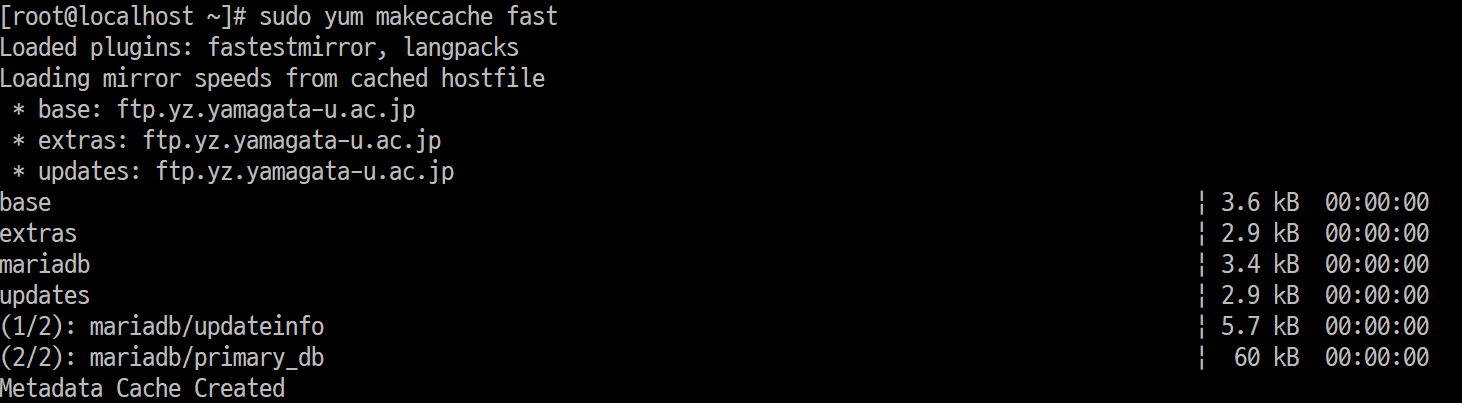 [root@localhost ~]# sudo yum makecache fast
Loaded plugins: fastestmirror, langpacks
Loading mirror speeds from cached hostfile
 * base: ftp.yz.yamagata-u.ac.jp
 * extras: ftp.yz.yamagata-u.ac.jp
 * updates: ftp.yz.yamagata-u.ac.jp
base ¦ 3.6 kB 00:00:00
extras ¦ 2.9 kB 00:00:00
mariadb ¦ 3.4 kB 00:00:00
updates ¦ 2.9 kB 00:00:00
(1/2): mariadb/updateinfo ¦ 5.7 kB 00:00:00
(2/2): mariadb/primary_db ¦ 60 kB 00:00:00
Metadata Cache Created